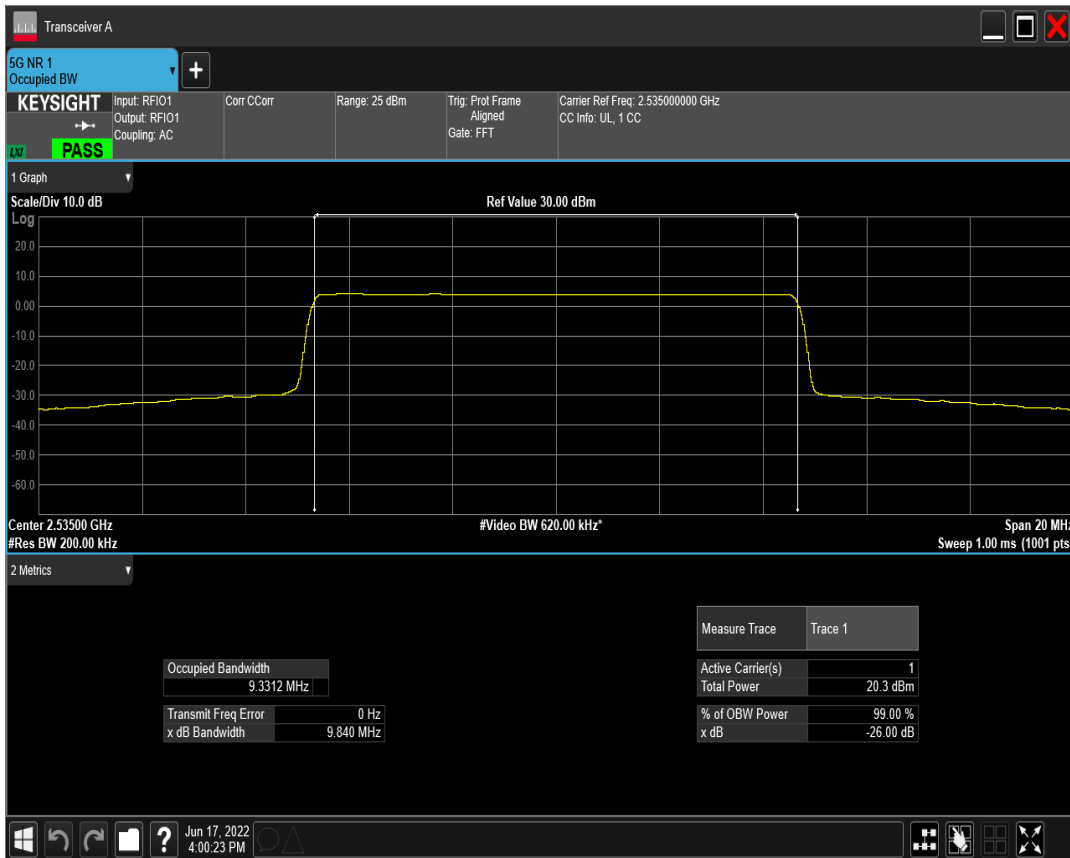 Transceiver A
5G NR 1
Occupied BW
+
KEYSIGHT
LXI
PASS
Input: RFIO1
Output: RFIO1
Coupling: AC
Corr CCorr
Range: 25 dBm
Trig: Prot Frame
Aligned
Gate: FFT
Carrier Ref Freq: 2.535000000 GHz
CC Info: UL, 1 CC
1 Graph
Scale/Div 10.0 dB
Ref Value 30.00 dBm
Log
20.0
10.0
0.00
-10.0
-20.0
-30.0
-40.0
-50.0
-60.0
Center 2.53500 GHz
#Video BW 620.00 kHz*
Span 20 MHz
#Res BW 200.00 kHz
Sweep 1.00 ms (1001 pts
2 Metrics
Measure Trace Trace 1
Occupied Bandwidth
9.3312 MHz
Active Carrier(s) 1
Total Power 20.3 dBm
Transmit Freq Error 0 Hz
x dB Bandwidth 9.840 MHz
% of OBW Power 99.00 %
x dB -26.00 dB
?
Jun 17, 2022
4:00:23 PM